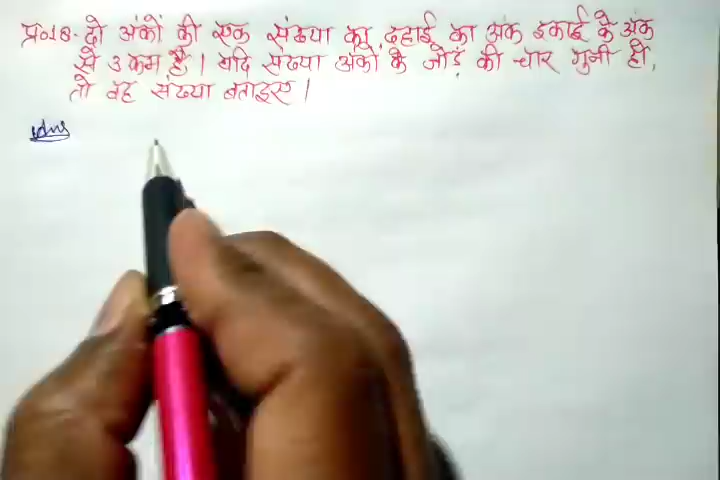 प्र०18- दो अंकों की एक संख्या का दहाई का अंक इकाई के अंक
से 3 कम है। यदि संख्या अंकों के जोड़ की चार गुनी हो,
तो वह संख्या बताइए।
Ans